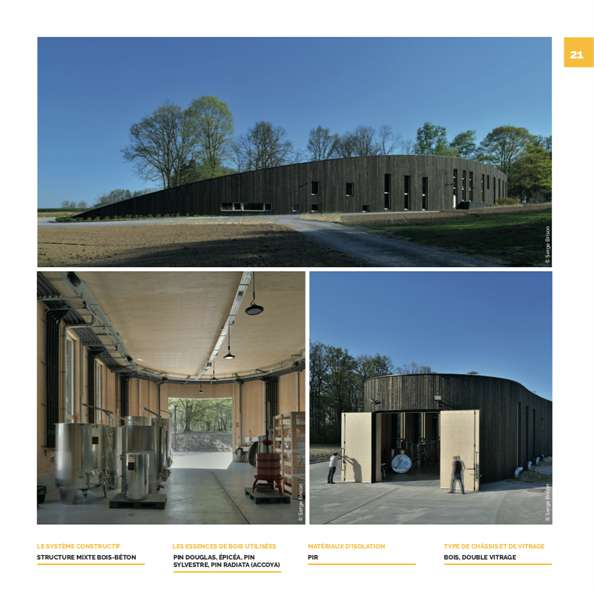 21
© Serge Brison
© Serge Brison
© Serge Brison
LE SYSTÈME CONSTRUCTIF
STRUCTURE MIXTE BOIS-BÉTON
LES ESSENCES DE BOIS UTILISÉES
PIN DOUGLAS, ÉPICÉA, PIN
SYLVESTRE, PIN RADIATA (ACCOYA)
MATÉRIAUX D'ISOLATION
PIR
TYPE DE CHÂSSIS ET DE VITRAGE
BOIS, DOUBLE VITRAGE